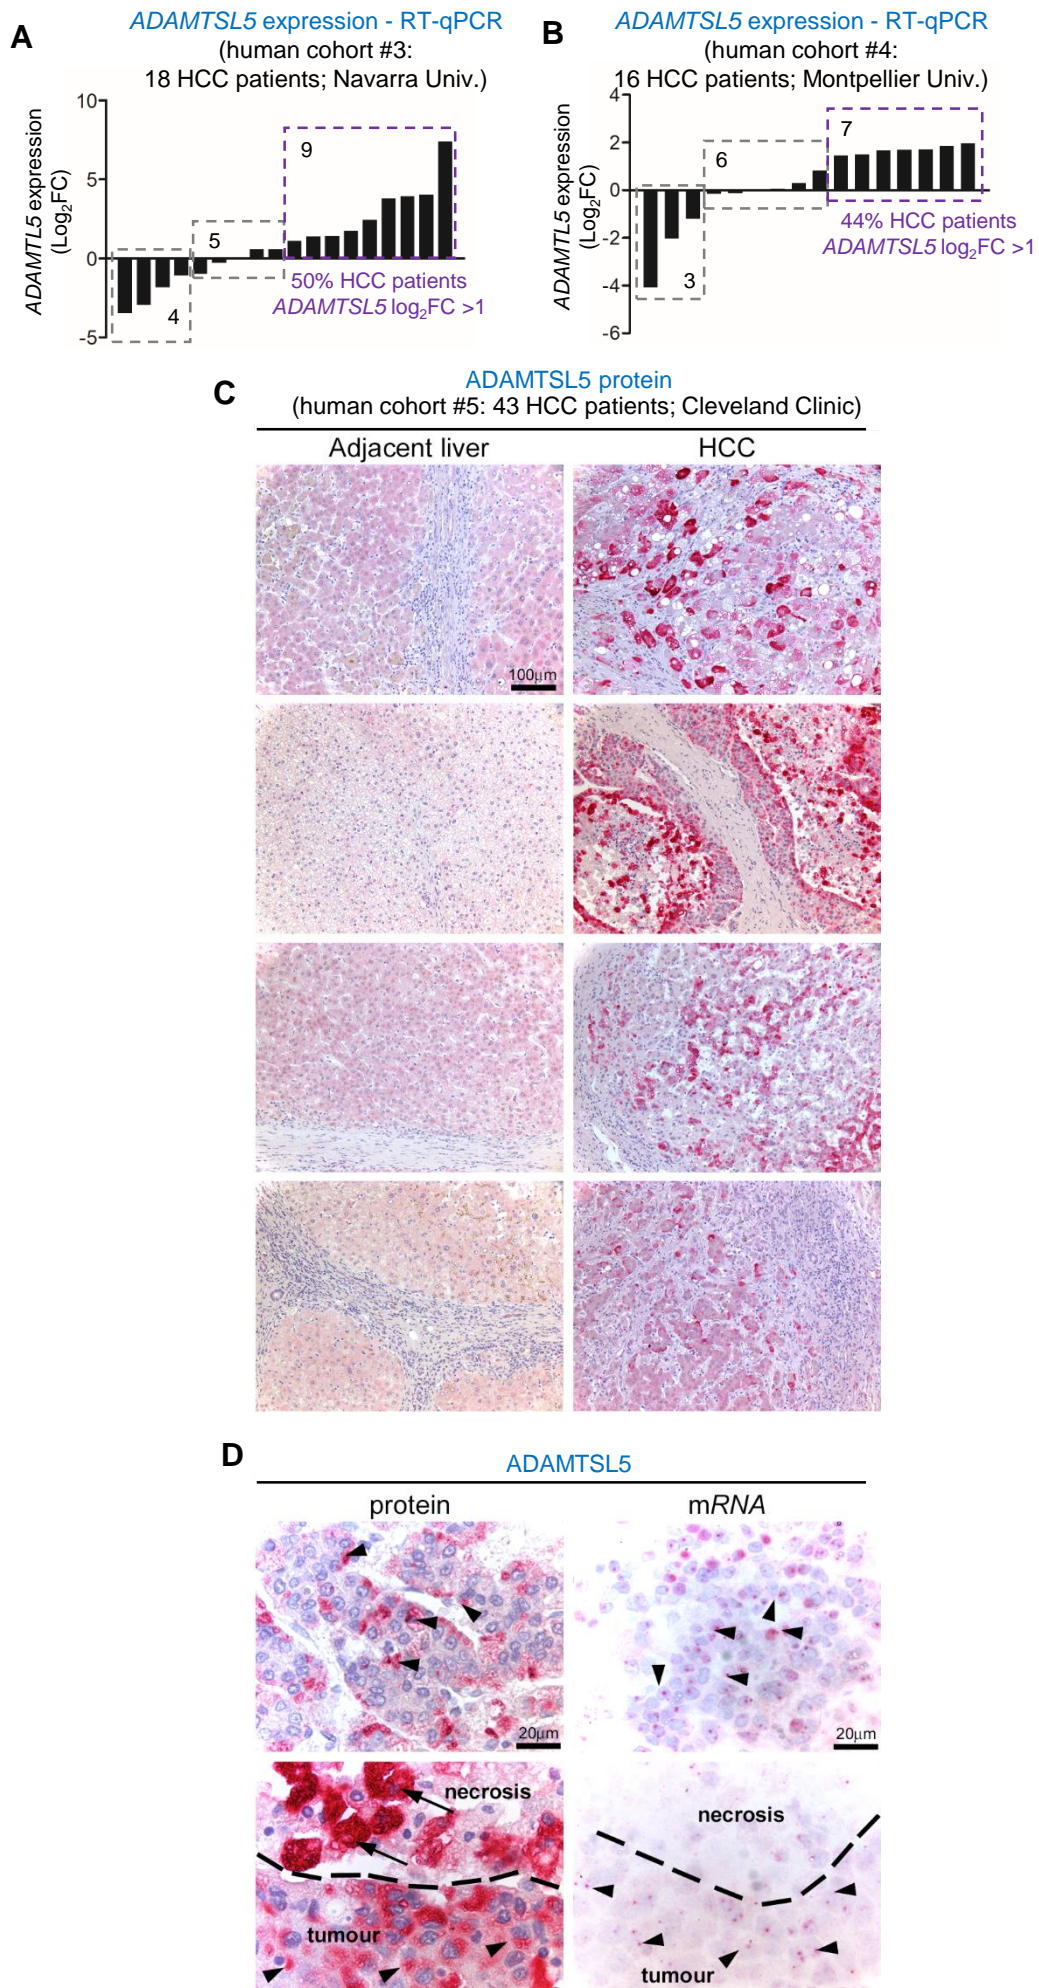 A
ADAMTSL5 expression - RT-qPCR
(human cohort #3:
18 HCC patients; Navarra Univ.)
ADAMTL5 expression
(Log2FC)
10
5
0
-5
4
5
9
50% HCC patients
ADAMTSL5 log2FC >1
B
ADAMTSL5 expression - RT-qPCR
(human cohort #4:
16 HCC patients; Montpellier Univ.)
ADAMTSL5 expression
(Log2FC)
4
2
0
-2
-4
-6
3
6
7
44% HCC patients
ADAMTSL5 log2FC >1
C
ADAMTSL5 protein
(human cohort #5: 43 HCC patients; Cleveland Clinic)
Adjacent liver
HCC
100µm
D
ADAMTSL5
protein
mRNA
20µm
20µm
necrosis
tumour
necrosis
tumour